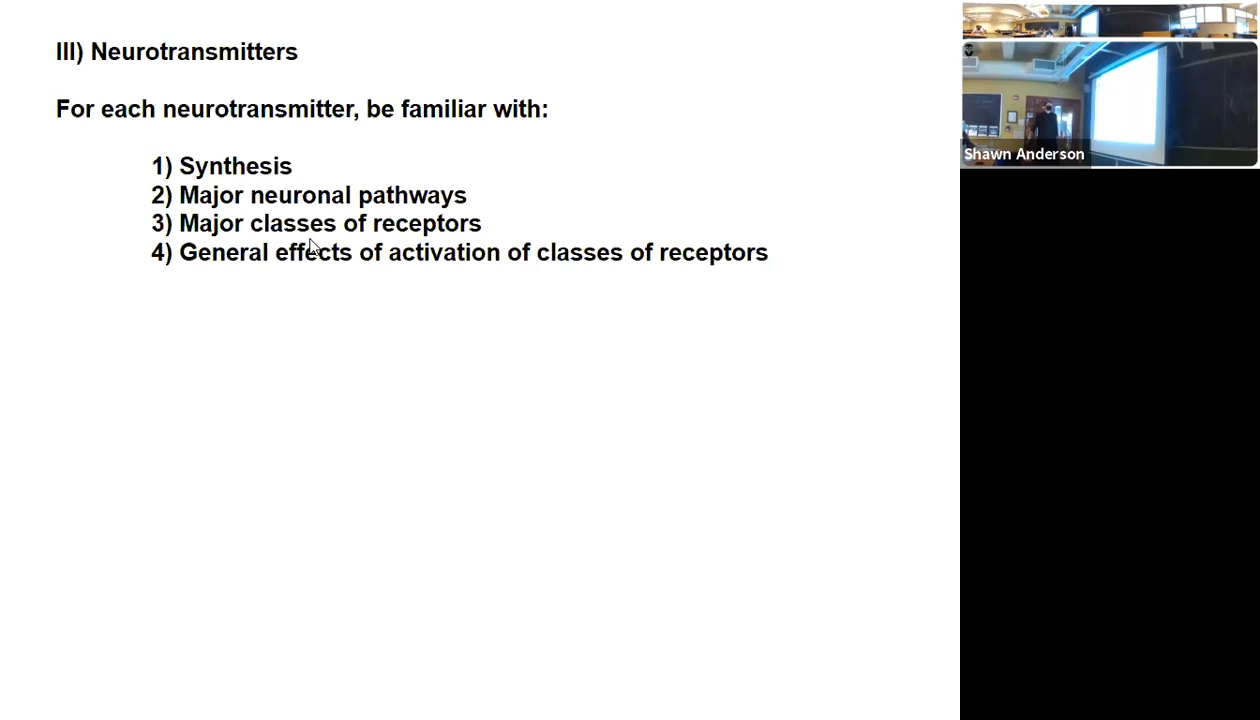 III) Neurotransmitters
For each neurotransmitter, be familiar with:
1) Synthesis
2) Major neuronal pathways
3) Major classes of receptors
4) General effects of activation of classes of receptors
Shawn Anderson